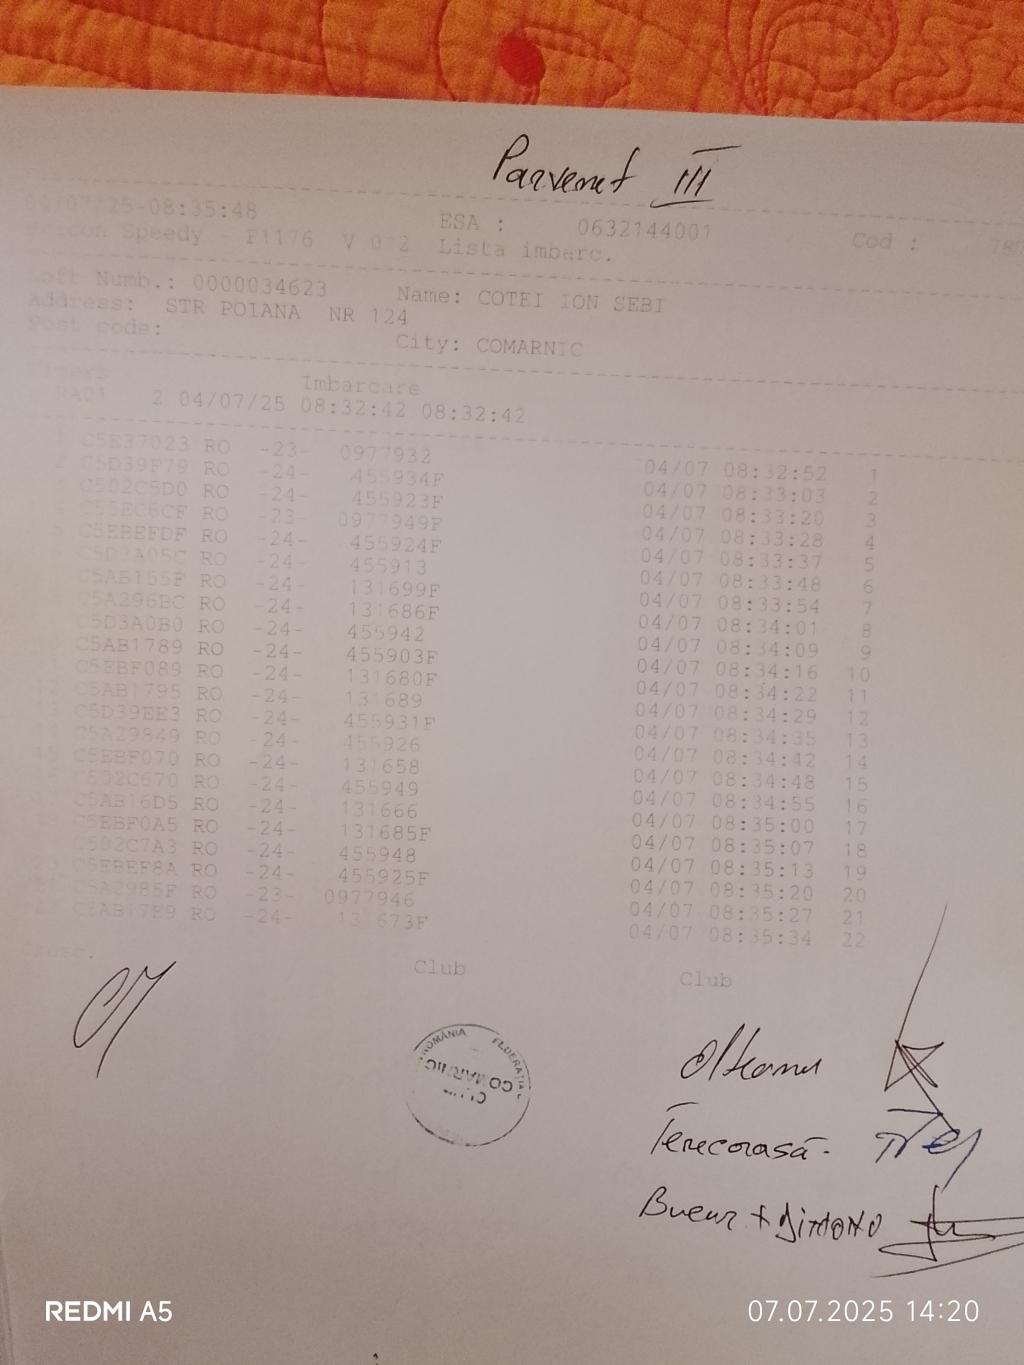 Parvenet III
04/07/25-08:35:48 ESA : 0632144001 Cod :
Speedy - F1176 V 0 2 Lista imbarc.
Loft Numb.: 0000034623 Name: COTEI ION SEBI
Address: STR POIANA NR 124
Post code: City: COMARNIC
Imbarcare
RA01 2 04/07/25 08:32:42 08:32:42
1 C5E37023 RO -23- 0977932 04/07 08:32:52 1
2 C5D39F79 RO -24- 455934F 04/07 08:33:03 2
C502C5D0 RO -24- 455923F 04/07 08:33:20 3
C55EC6CF RO -23- 0977949F 04/07 08:33:28 4
C5EBEFDF RO -24- 455924F 04/07 08:33:37 5
C5D3A05C RO -24- 455913 04/07 08:33:48 6
C5AB155F RO -24- 131699F 04/07 08:33:54 7
C5A296BC RO -24- 131686F 04/07 08:34:01 8
C5D3A0B0 RO -24- 455942 04/07 08:34:09 9
C5AB1789 RO -24- 455903F 04/07 08:34:16 10
C5EBF089 RO -24- 131680F 04/07 08:34:22 11
C5AB1795 RO -24- 131689 04/07 08:34:29 12
C5D39EE3 RO -24- 455931F 04/07 08:34:35 13
C5A29849 RO -24- 455926 04/07 08:34:42 14
C5EBF070 RO -24- 131658 04/07 08:34:48 15
C502C670 RO -24- 455949 04/07 08:34:55 16
C5AB16D5 RO -24- 131666 04/07 08:35:00 17
C5EBF0A5 RO -24- 131685F 04/07 08:35:07 18
C502C7A3 RO -24- 455948 04/07 08:35:13 19
C5EBEF8A RO -24- 455925F 04/07 08:35:20 20
C5A2985F RO -23- 0977946 04/07 08:35:27 21
C5AB17E9 RO -24- 131673F 04/07 08:35:34 22
Club Club
ROMÂNIA FEDERAȚIA
COMARNIC
Olteanu
Terecoasă.
Bucur
REDMI A5 07.07.2025 14:20